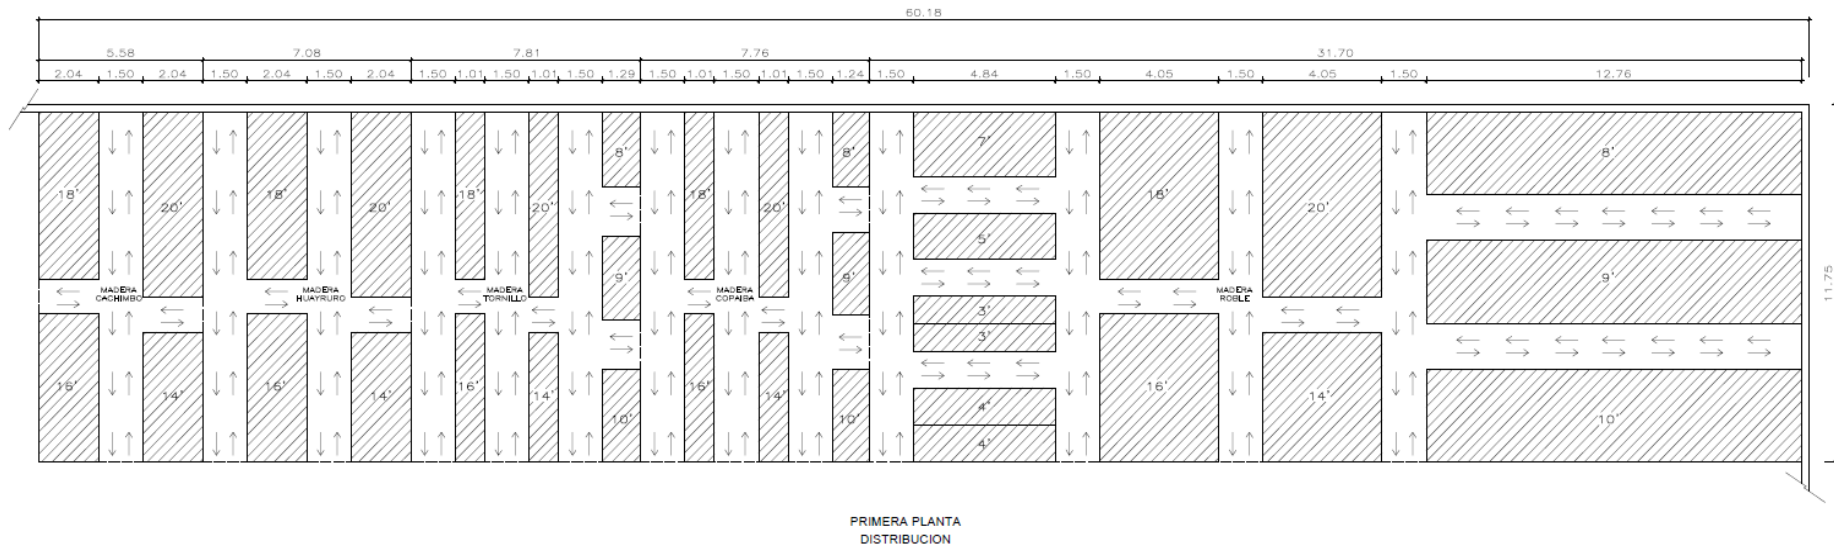 60.18
5.58 7.08 7.81 7.76 31.70
2.04 1.50 2.04 1.50 2.04 1.50 2.04 1.50 1.01 1.50 1.01 1.50 1.29 1.50 1.01 1.50 1.01 1.50 1.24 1.50 4.84 1.50 4.05 1.50 4.05 1.50 12.76
7'
8' 8' 8'
18' 20' 18' 20' 18' 20' 18' 20' 18' 20'
5'
9' 9' 9'
11.75
MADERA CACHIMBO
MADERA HUAYRURO
MADERA TORNILLO
MADERA COPAIBA
MADERA ROBLE
3'
3'
16' 14' 16' 14' 16' 14' 16' 14' 16' 14'
4'
10' 10' 10'
4'
PRIMERA PLANTA
DISTRIBUCION